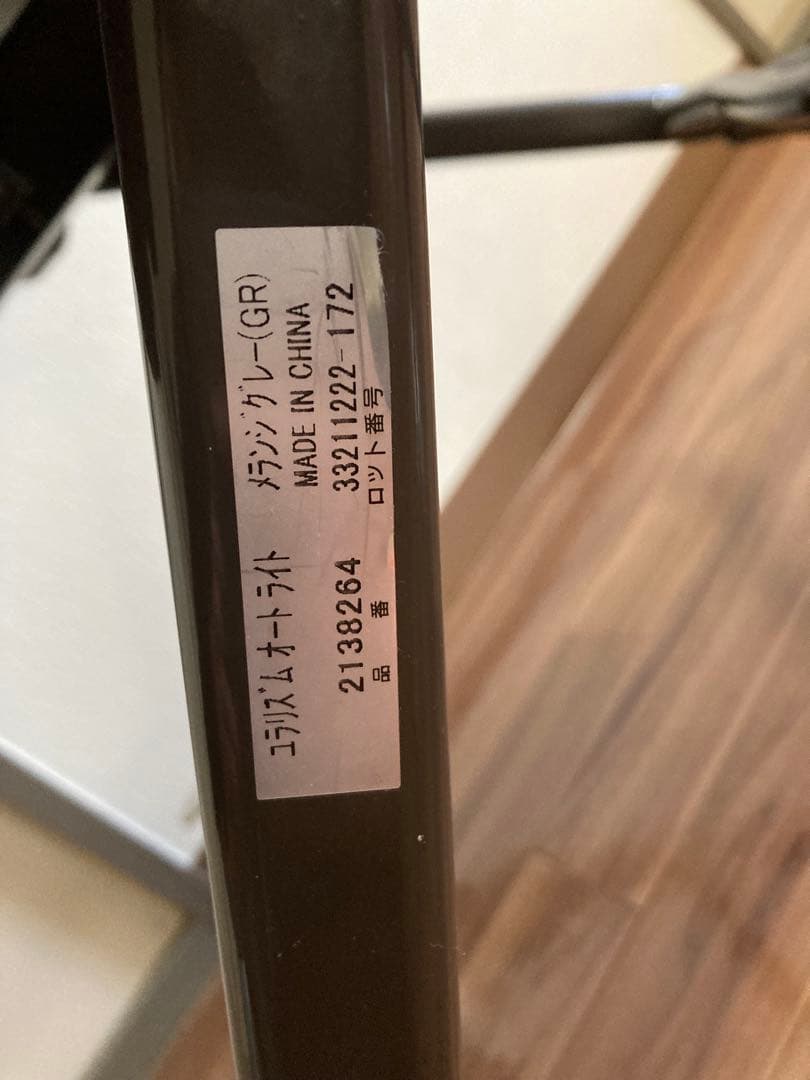 ユラリズムオートライト　メランジグレー(GR)
MADE IN CHINA
2138264　33211222-172
品　番　ロット番号